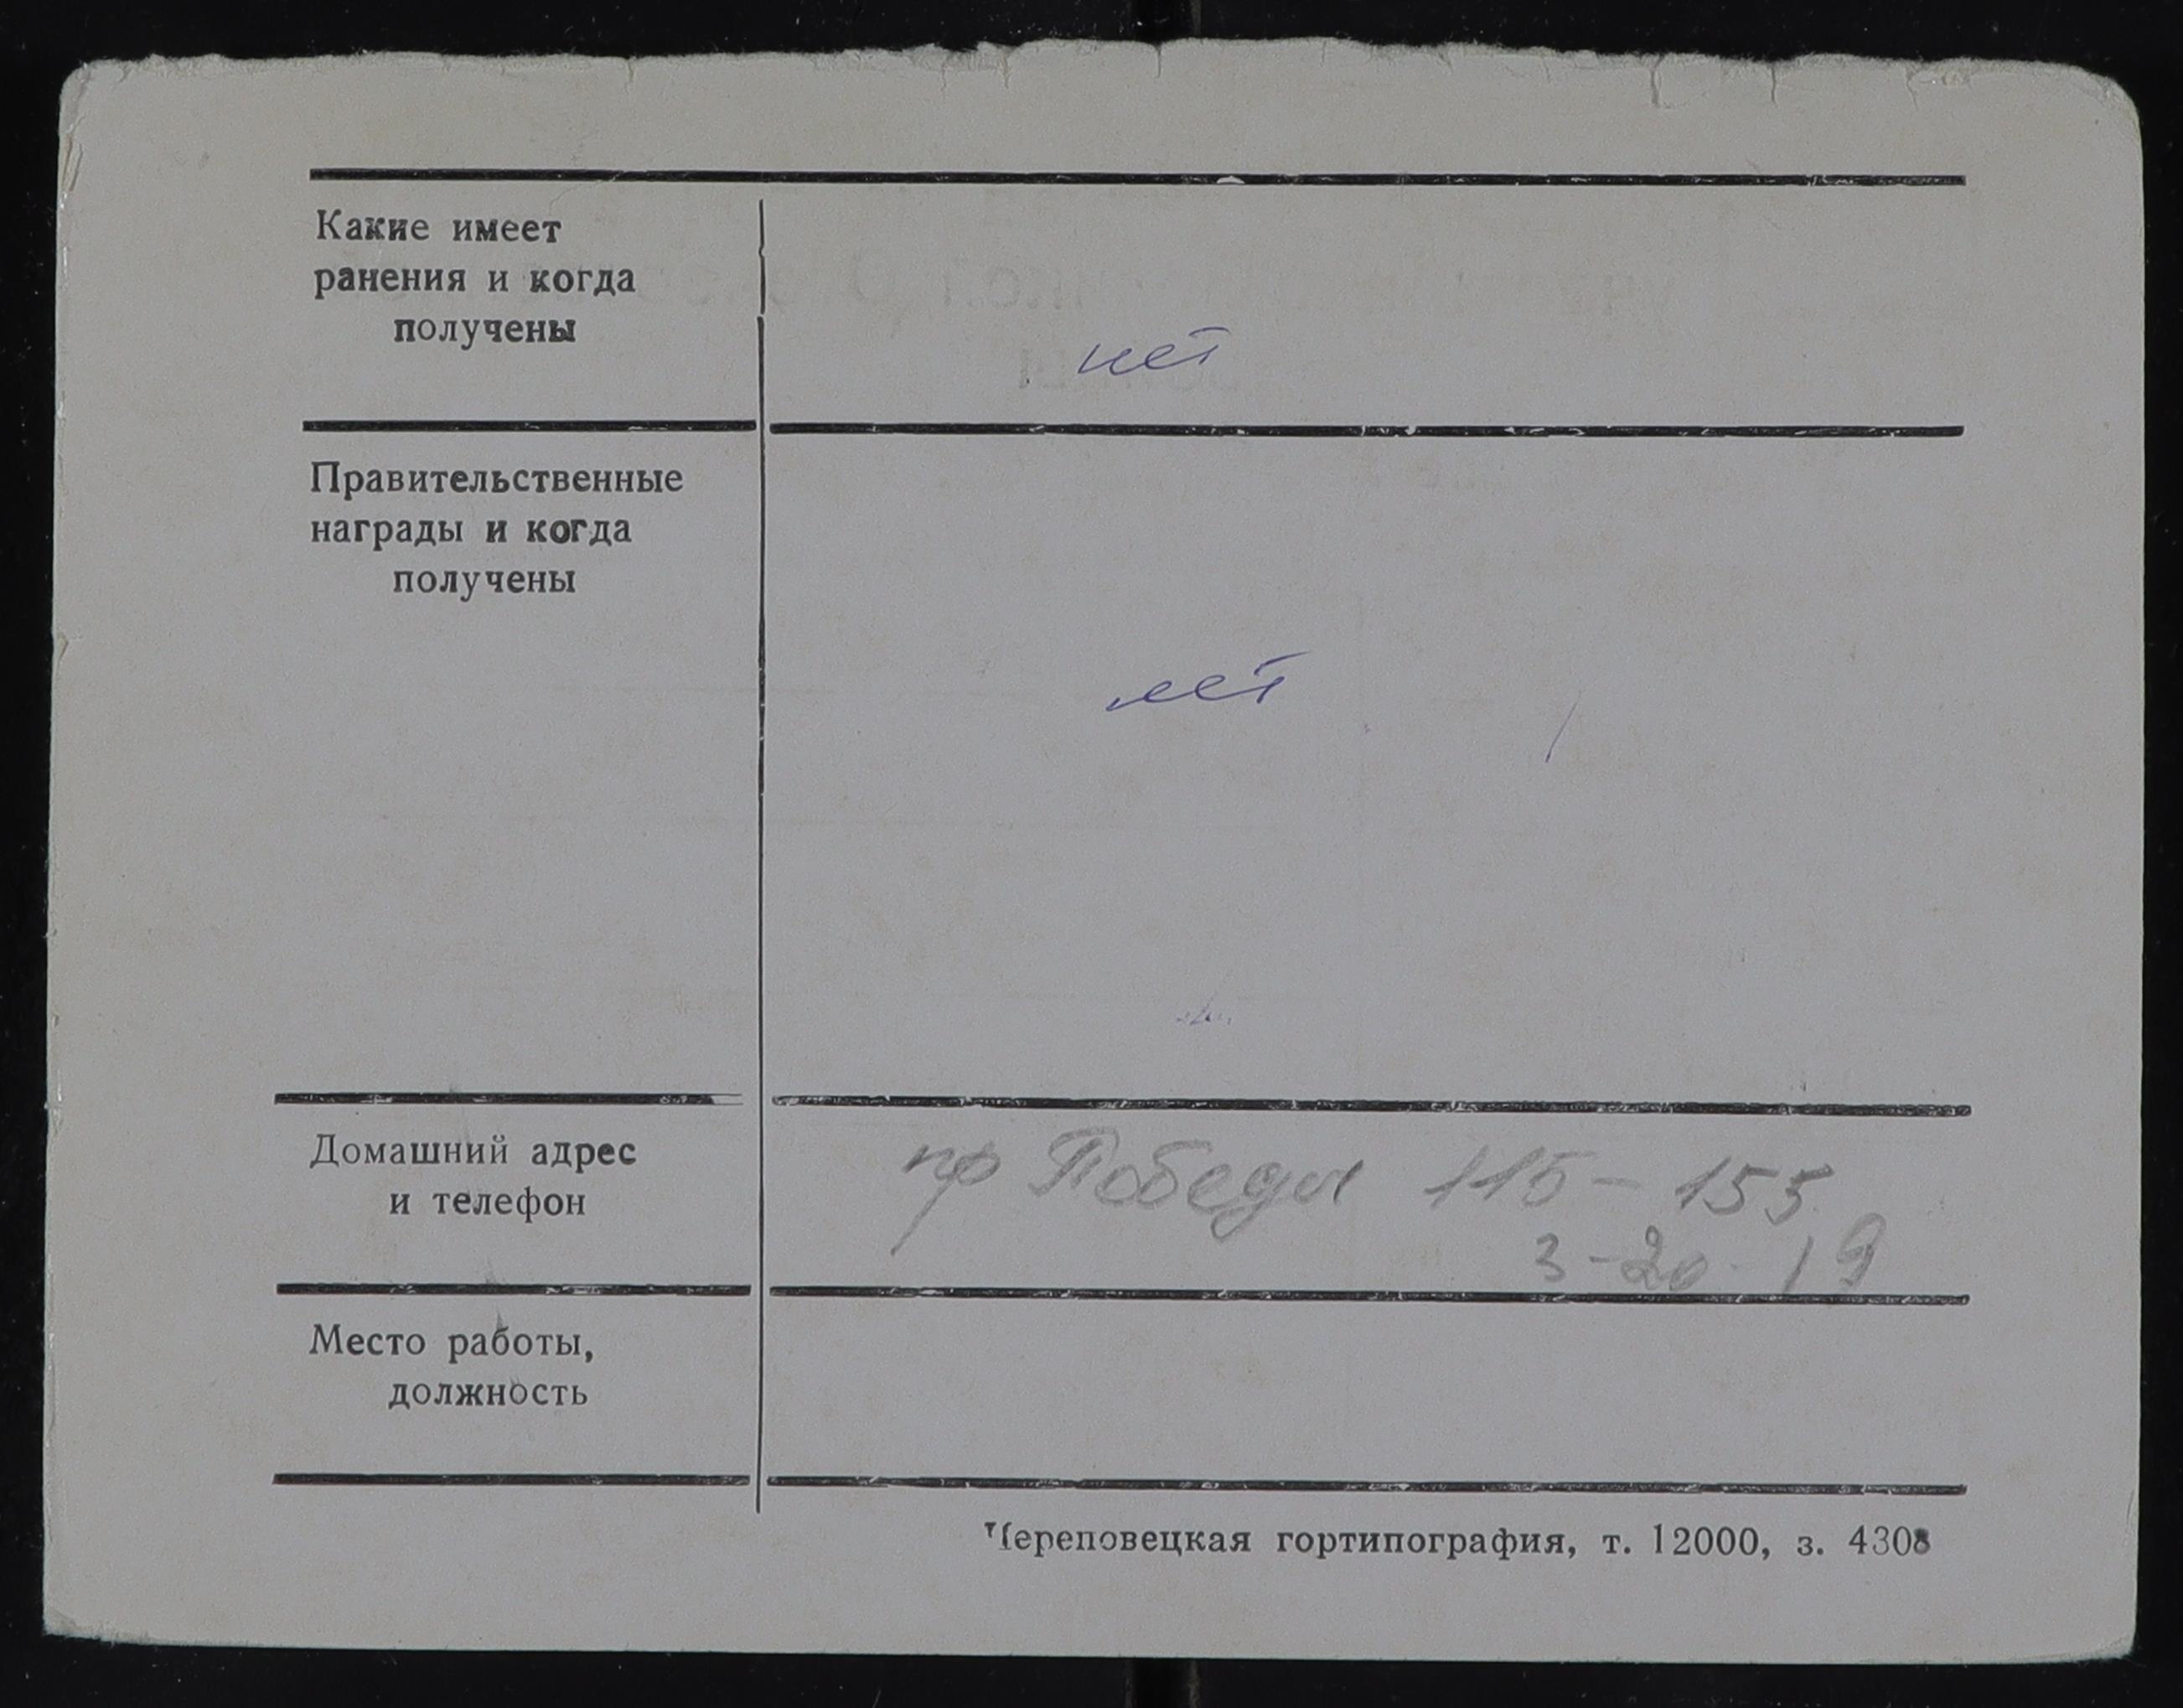 Какие имеет
ранения и когда
получены
нет
Правительственные
награды и когда
получены
нет
Домашний адрес
и телефон
пр Победы 115 - 155
3-20-19
Место работы,
должность
Череповецкая гортипография, т. 12000, з. 4308